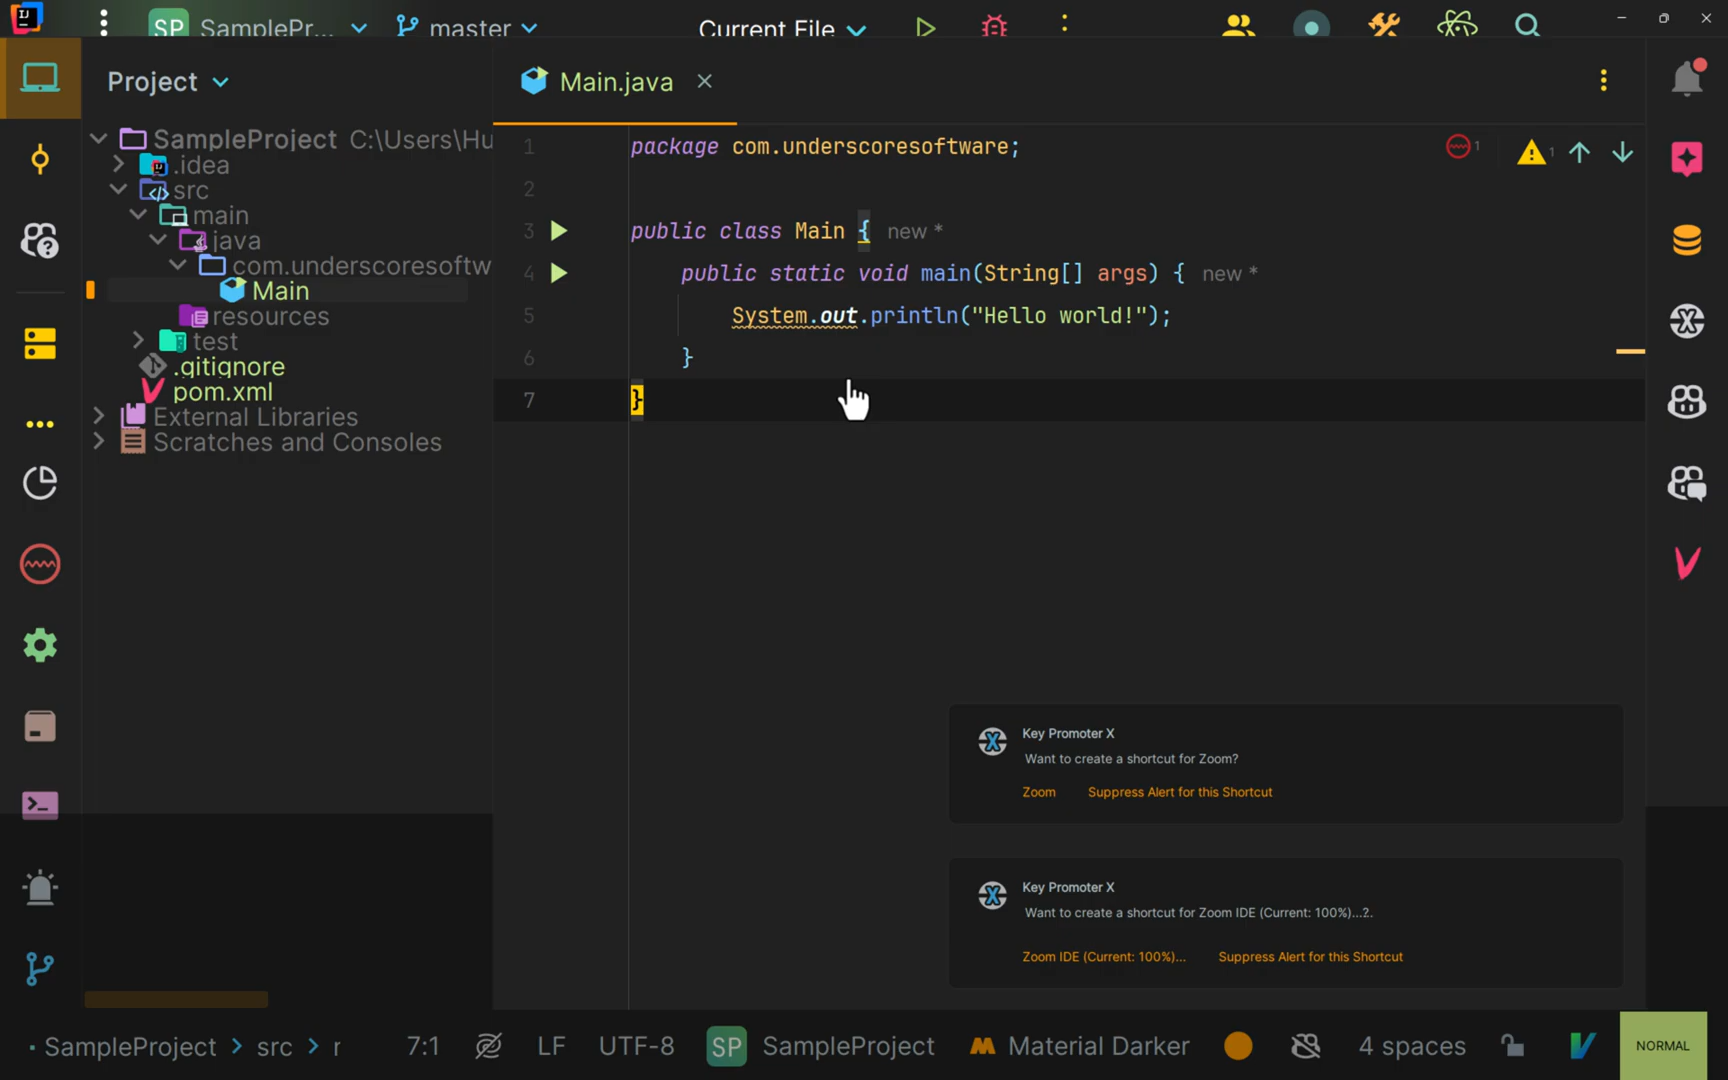 SP SamplePr... master Current File
Project
Main.java
SampleProject C:\Users\Hu
.idea
src
main
java
com.underscoresoftw
Main
resources
test
.gitignore
pom.xml
External Libraries
Scratches and Consoles
1 package com.underscoresoftware;
2
3 public class Main { new *
4 public static void main(String[] args) { new *
5 System.out.println("Hello world!");
6 }
7 }
1
1
Key Promoter X
Want to create a shortcut for Zoom?
Zoom Suppress Alert for this Shortcut
Key Promoter X
Want to create a shortcut for Zoom IDE (Current: 100%)...?.
Zoom IDE (Current: 100%)... Suppress Alert for this Shortcut
SampleProject > src > r 7:1 LF UTF-8 SP SampleProject Material Darker 4 spaces NORMAL